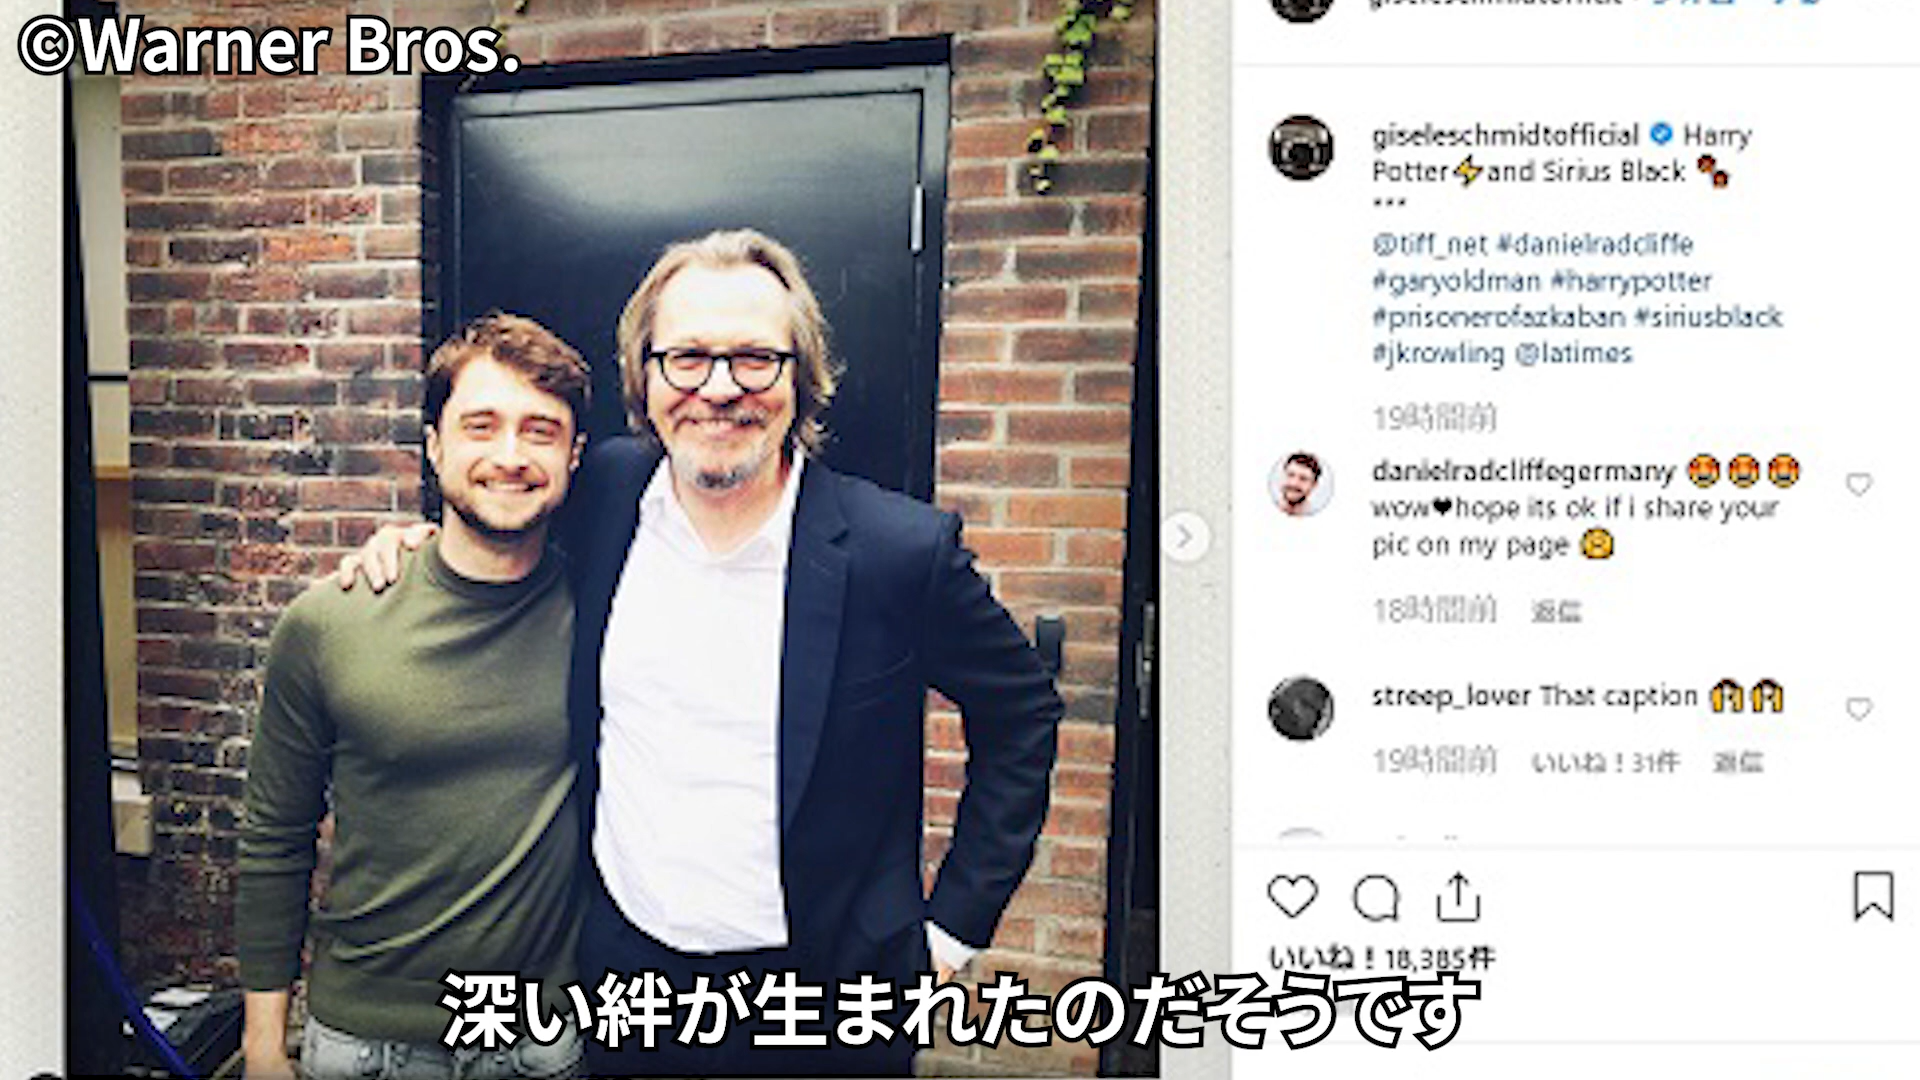 ©Warner Bros.
giseleschmidtofficial Harry
Potter⚡and Sirius Black
•••
@tiff_net #danielradcliffe
#garyoldman #harrypotter
#prisonerofazkaban #siriusblack
#jkrowling @latimes
19時間前
danielradcliffegermany
wow❤hope its ok if i share your
pic on my page
18時間前 返信
streep_lover That caption
19時間前 いいね！31件 返信
いいね！18,385件
深い絆が生まれたのだそうです